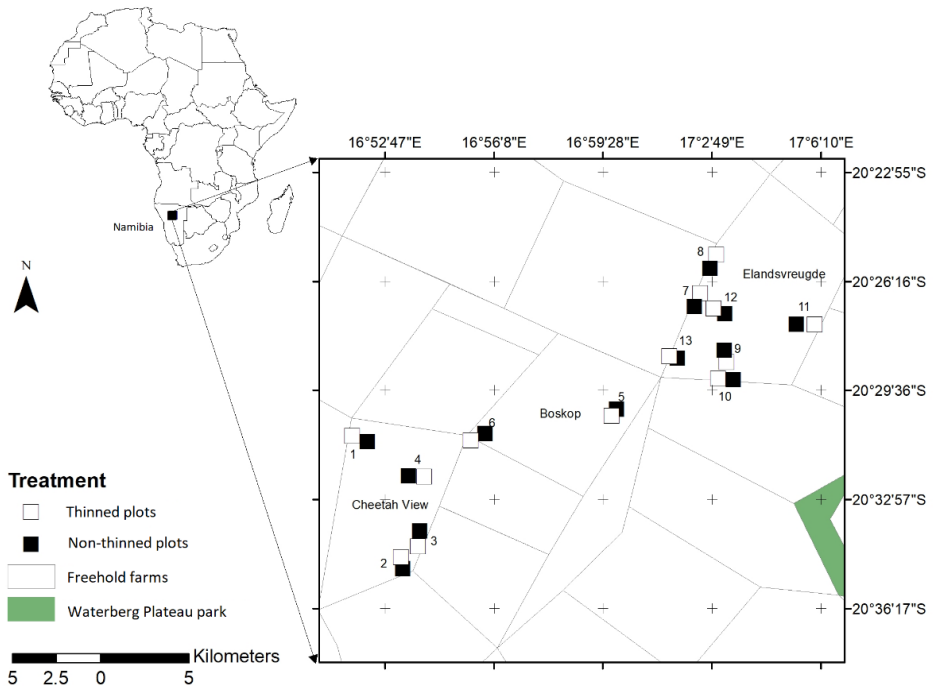 16°52'47"E 16°56'8"E 16°59'28"E 17°2'49"E 17°6'10"E
20°22'55"S
Namibia
N
8
Elandsvreugde
20°26'16"S
7
12
11
13
9
20°29'36"S
10
5
Boskop
6
1
4
Treatment
20°32'57"S
Thinned plots
Cheetah View
Non-thinned plots
3
2
Freehold farms
Waterberg Plateau park
20°36'17"S
Kilometers
5 2.5 0 5